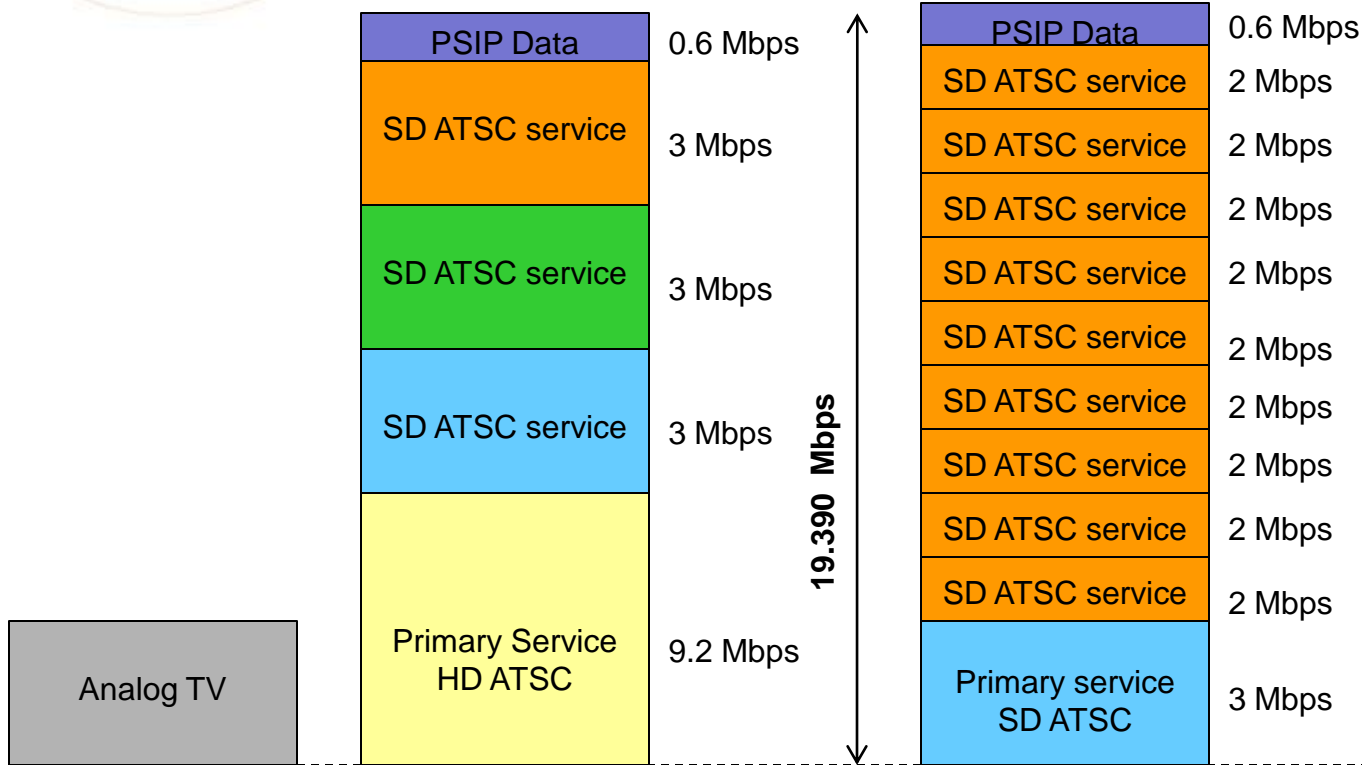 PSIP Data
0.6 Mbps
SD ATSC service
3 Mbps
SD ATSC service
3 Mbps
SD ATSC service
3 Mbps
Primary Service
HD ATSC
9.2 Mbps
Analog TV
19.390 Mbps
PSIP Data
0.6 Mbps
SD ATSC service
2 Mbps
SD ATSC service
2 Mbps
SD ATSC service
2 Mbps
SD ATSC service
2 Mbps
SD ATSC service
2 Mbps
SD ATSC service
2 Mbps
SD ATSC service
2 Mbps
SD ATSC service
2 Mbps
SD ATSC service
2 Mbps
Primary service
SD ATSC
3 Mbps